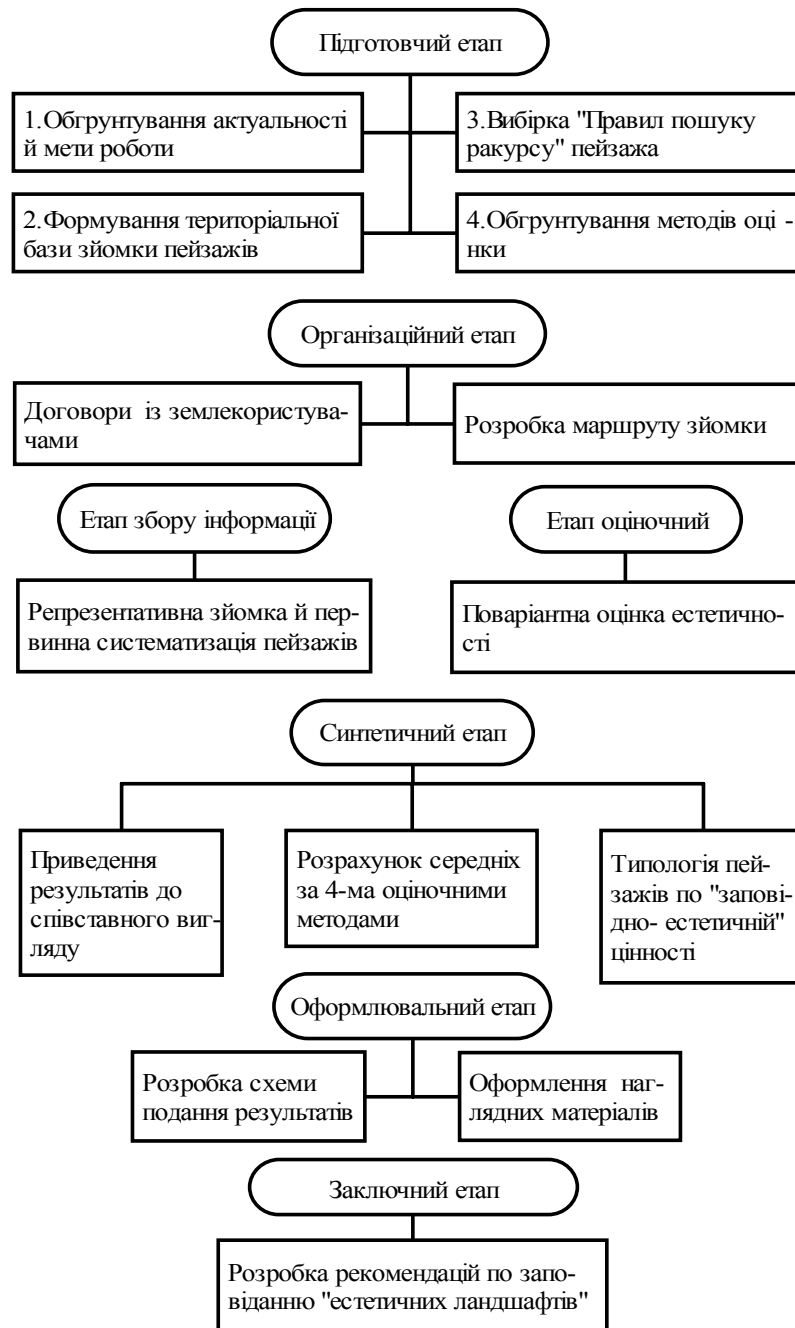 Підготовчий етап
1.Обгрунтування актуальності
й мети роботи
3.Вибірка "Правил пошуку
ракурсу" пейзажа
2.Формування територіальної
бази зйомки пейзажів
4.Обгрунтування методів оці -
нки
Організаційний етап
Договори із землекористува-
чами
Розробка маршруту зйомки
Етап збору інформації
Етап оціночний
Репрезентативна зйомка й пер-
винна систематизація пейзажів
Поваріантна оцінка естетично-
сті
Синтетичний етап
Приведення
результатів до
співставного виг-
ляду
Розрахунок середніх
за 4-ма оціночними
методами
Типологія пей-
зажів по "запові-
дно- естетичній"
цінності
Оформлювальний етап
Розробка схеми
подання результатів
Оформлення наг-
лядних матеріалів
Заключний етап
Розробка рекомендацій по запо-
віданню "естетичних ландшафтів"